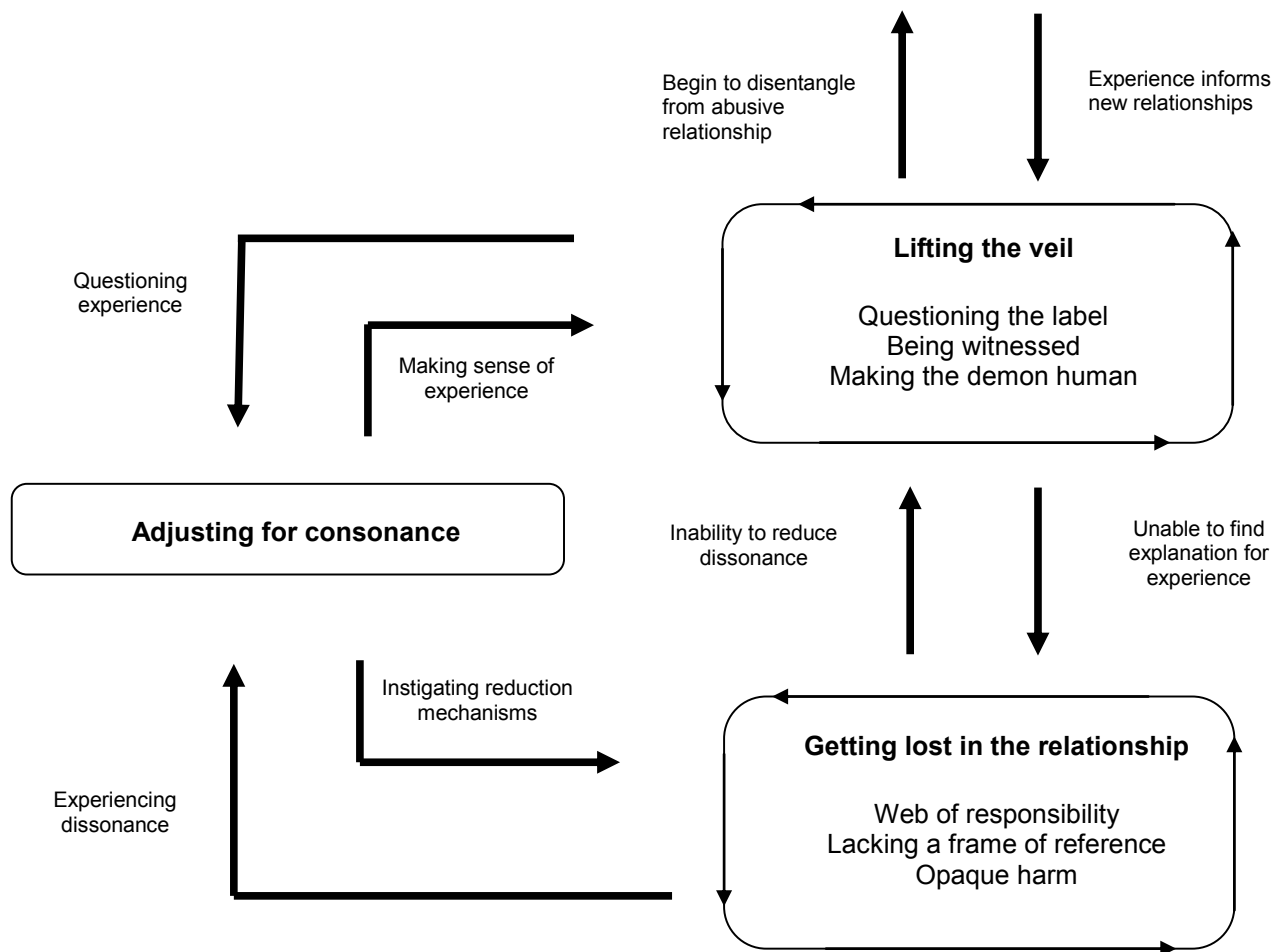 Begin to disentangle
from abusive
relationship
Experience informs
new relationships
Lifting the veil
Questioning the label
Being witnessed
Making the demon human
Questioning
experience
Making sense of
experience
Adjusting for consonance
Inability to reduce
dissonance
Unable to find
explanation for
experience
Instigating reduction
mechanisms
Getting lost in the relationship
Web of responsibility
Lacking a frame of reference
Opaque harm
Experiencing
dissonance